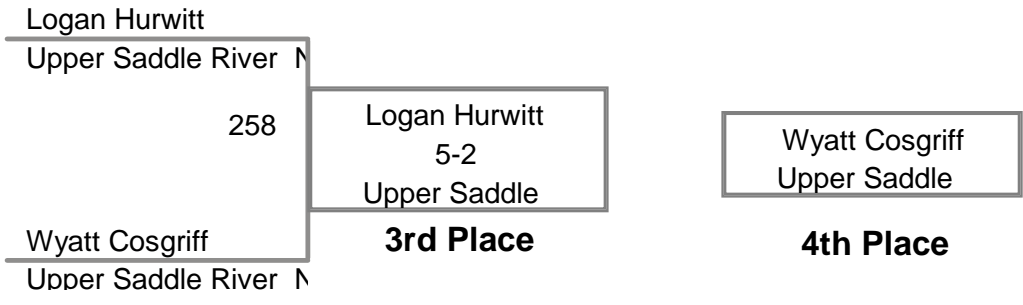 Logan Hurwitt
Upper Saddle River N
258
Wyatt Cosgriff
Upper Saddle River N
Logan Hurwitt
5-2
Upper Saddle
3rd Place
Wyatt Cosgriff
Upper Saddle
4th Place